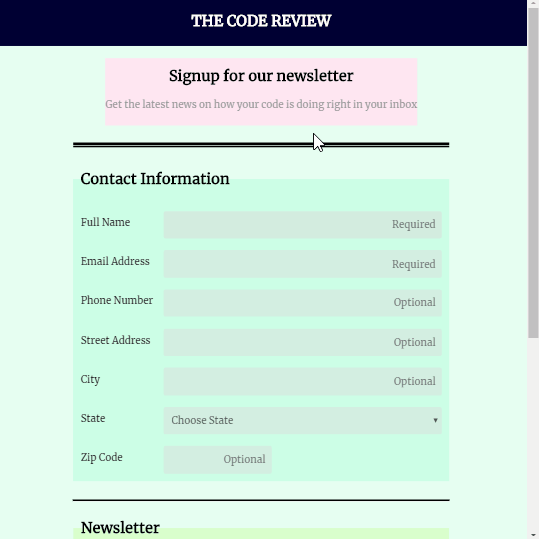 THE CODE REVIEW
Signup for our newsletter
Get the latest news on how your code is doing right in your inbox
Contact Information
Full Name Required
Email Address Required
Phone Number Optional
Street Address Optional
City Optional
State Choose State
Zip Code Optional
Newsletter